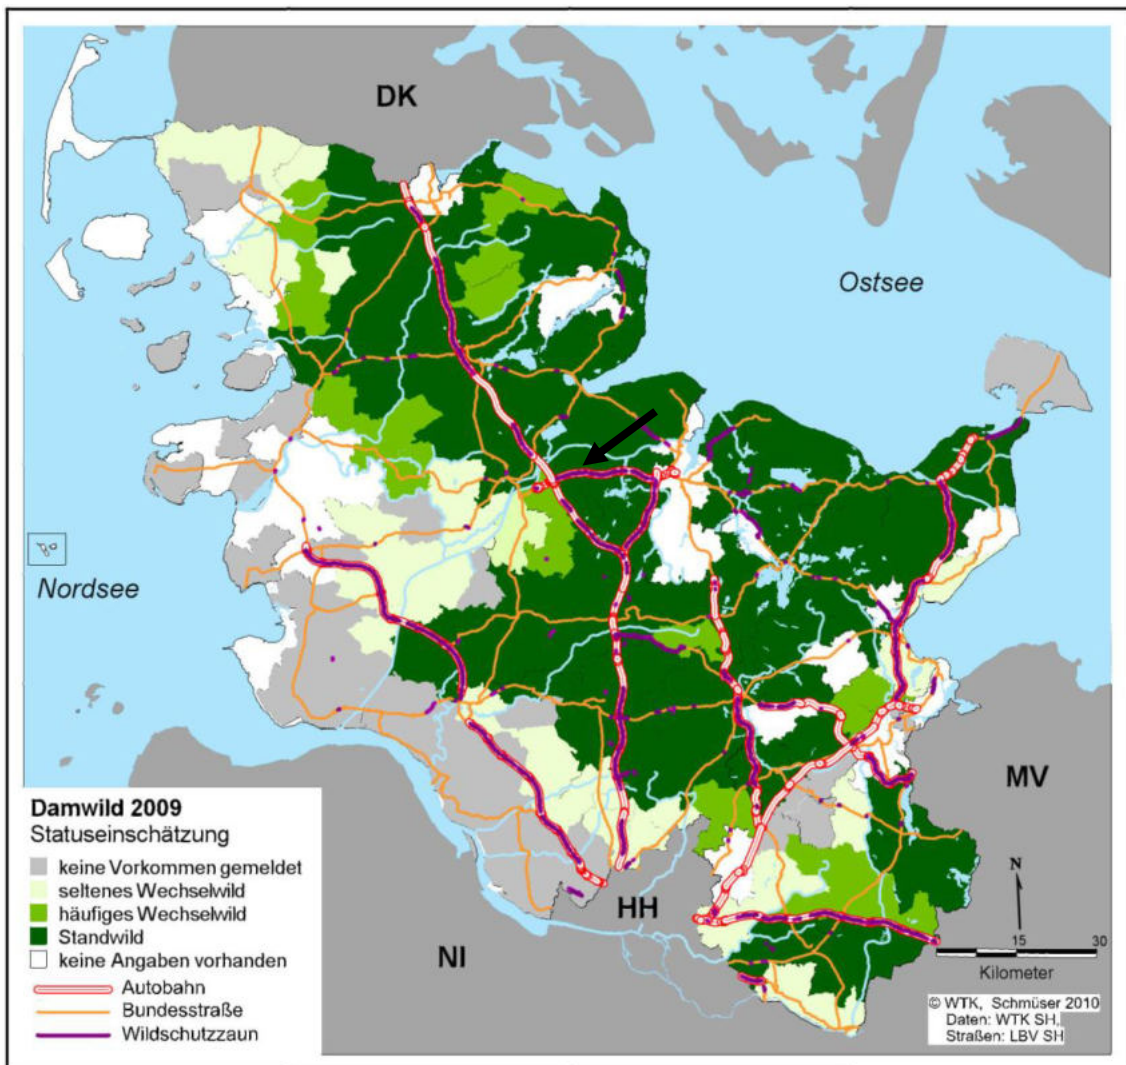 DK
Ostsee
Nordsee
MV
HH
NI
Damwild 2009
Statuseinschätzung
keine Vorkommen gemeldet
seltenes Wechselwild
häufiges Wechselwild
Standwild
keine Angaben vorhanden
Autobahn
Bundesstraße
Wildschutzzaun
N
0 15 30
Kilometer
© WTK, Schmüser 2010
Daten: WTK SH,
Straßen: LBV SH